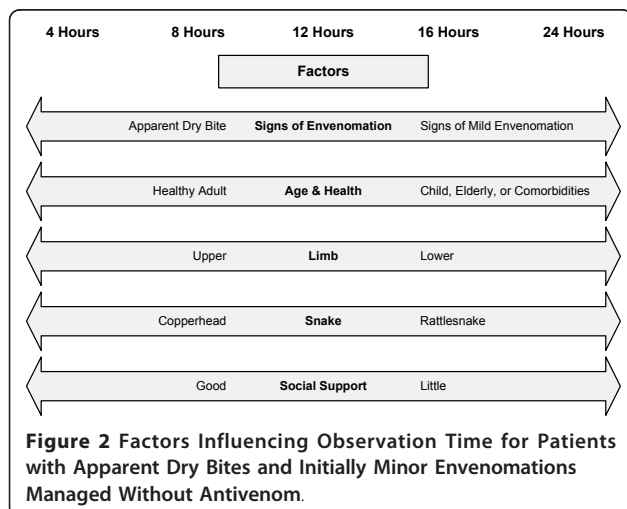 4 Hours 8 Hours 12 Hours 16 Hours 24 Hours
Factors
Apparent Dry Bite Signs of Envenomation Signs of Mild Envenomation
Healthy Adult Age & Health Child, Elderly, or Comorbidities
Upper Limb Lower
Copperhead Snake Rattlesnake
Good Social Support Little
Figure 2 Factors Influencing Observation Time for Patients
with Apparent Dry Bites and Initially Minor Envenomations
Managed Without Antivenom.